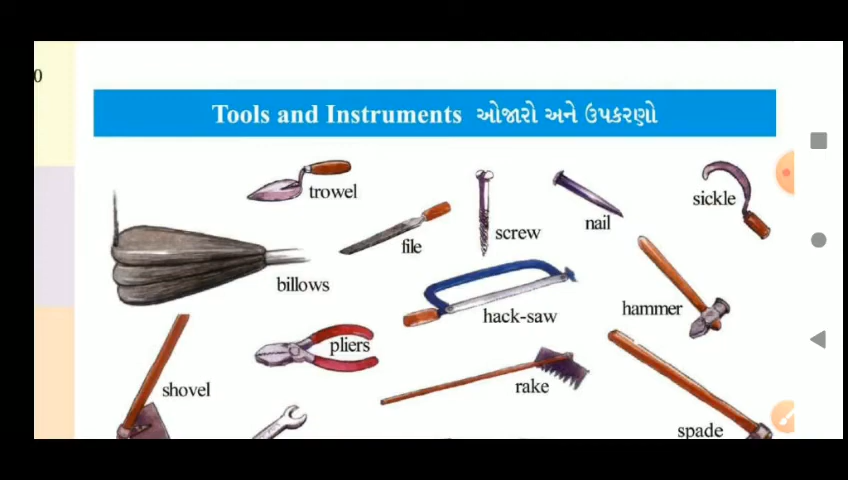 0
Tools and Instruments ઓજારો અને ઉપકરણો
trowel
sickle
file
screw
nail
billows
hack-saw
hammer
pliers
shovel
rake
spade